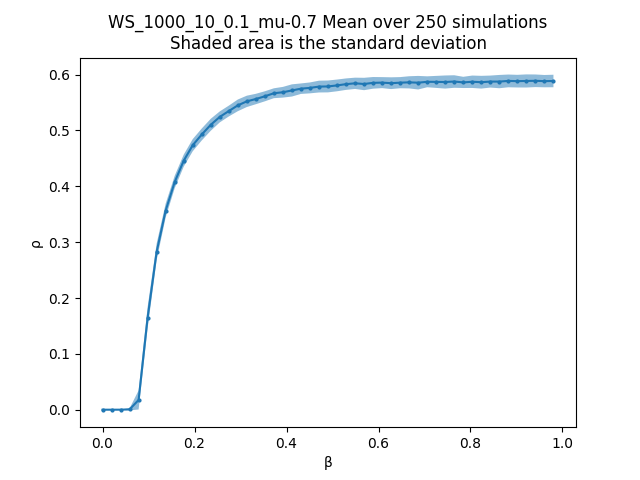 WS_1000_10_0.1_mu-0.7 Mean over 250 simulations
Shaded area is the standard deviation
0.6
0.5
0.4
0.3
0.2
0.1
0.0
ρ
0.0 0.2 0.4 0.6 0.8 1.0
β